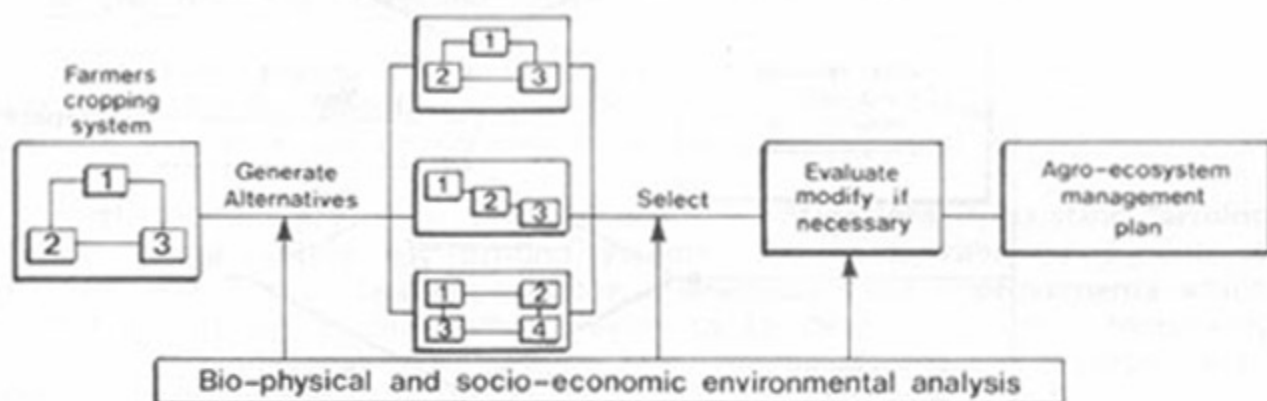 Farmers
cropping
system
1
2 3
Generate
Alternatives
1
2 3
1
2
3
1 2
3 4
Select
Evaluate
modify if
necessary
Agro-ecosystem
management
plan
Bio-physical and socio-economic environmental analysis